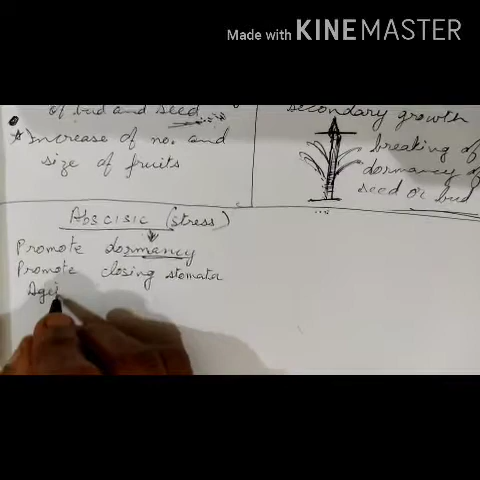 Made with KINEMASTER
of bud and seed
* Increase of no. and
size of fruits
secondary growth
breaking of
dormancy of
seed or bud
Abscisic (stress)
Promote dormancy
Promote closing stomata
Agei